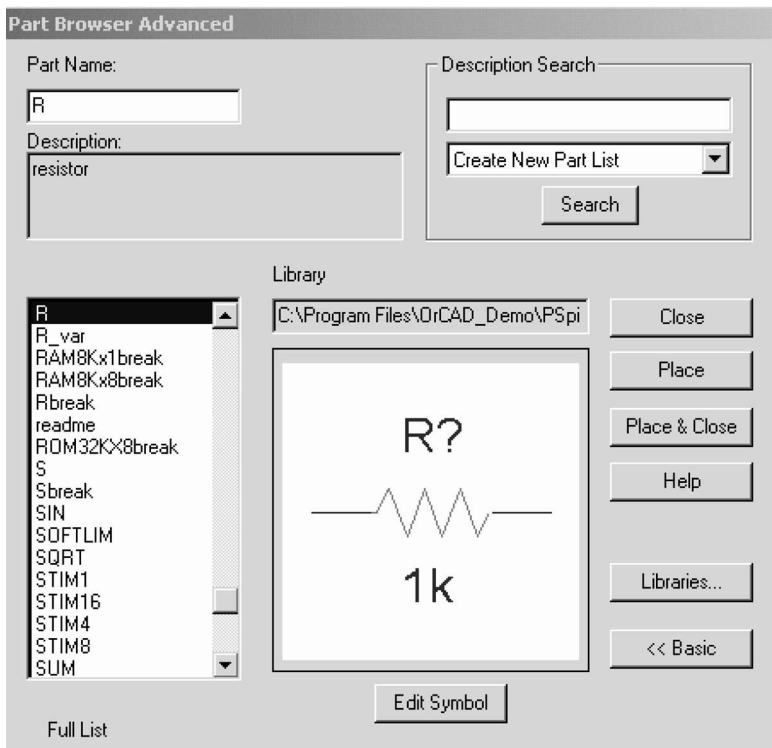 Part Browser Advanced
Part Name:
R
Description:
resistor
Description Search
Create New Part List
Search
Library
C:\Program Files\OrCAD_Demo\PSpi
R
R_var
RAM8Kx1break
RAM8Kx8break
Rbreak
readme
ROM32KX8break
S
Sbreak
SIN
SOFTLIM
SQRT
STIM1
STIM16
STIM4
STIM8
SUM
Full List
R?
1k
Edit Symbol
Close
Place
Place & Close
Help
Libraries...
<< Basic